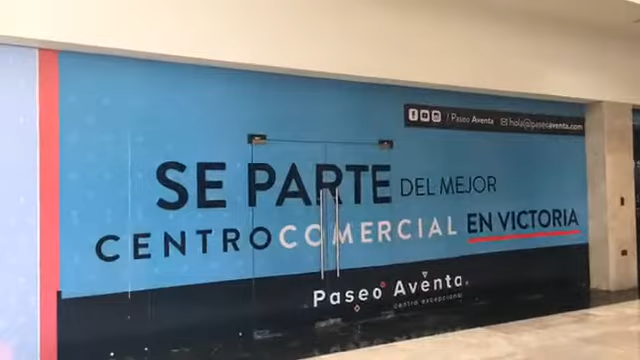 / Paseo Aventa hola@paseoaventa.com
SE PARTE DEL MEJOR
CENTRO COMERCIAL EN VICTORIA
Paseo Aventa
centro excepcional